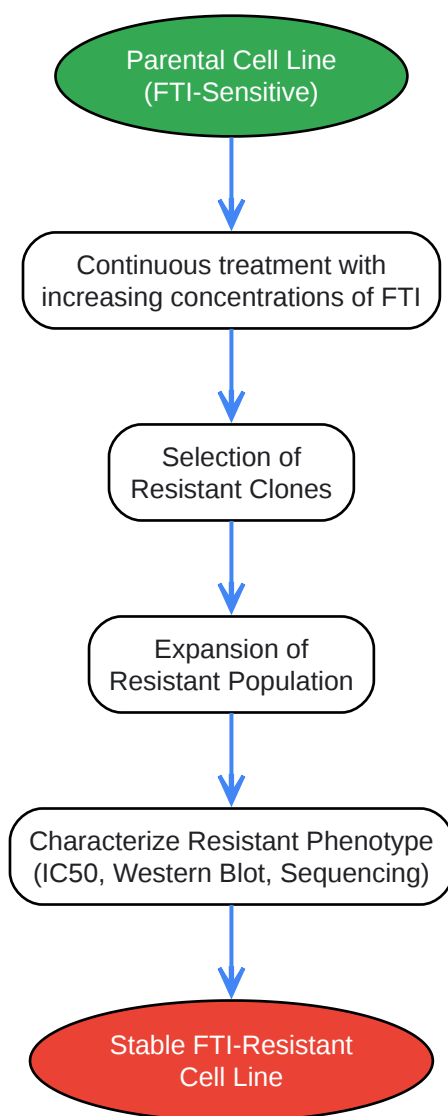 Parental Cell Line
(FTI-Sensitive)
Continuous treatment with
increasing concentrations of FTI
Selection of
Resistant Clones
Expansion of
Resistant Population
Characterize Resistant Phenotype
(IC50, Western Blot, Sequencing)
Stable FTI-Resistant
Cell Line